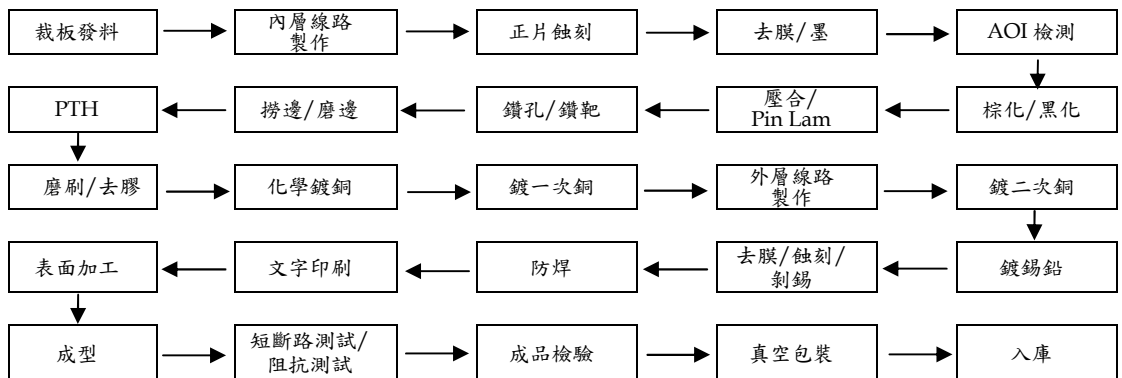 裁板發料
內層線路
製作
正片蝕刻
去膜/墨
AOI 檢測
棕化/黑化
壓合/
Pin Lam
鑽孔/鑽靶
撈邊/磨邊
PTH
磨刷/去膠
化學鍍銅
鍍一次銅
外層線路
製作
鍍二次銅
鍍錫鉛
去膜/蝕刻/
剝錫
防焊
文字印刷
表面加工
成型
短斷路測試/
阻抗測試
成品檢驗
真空包裝
入庫